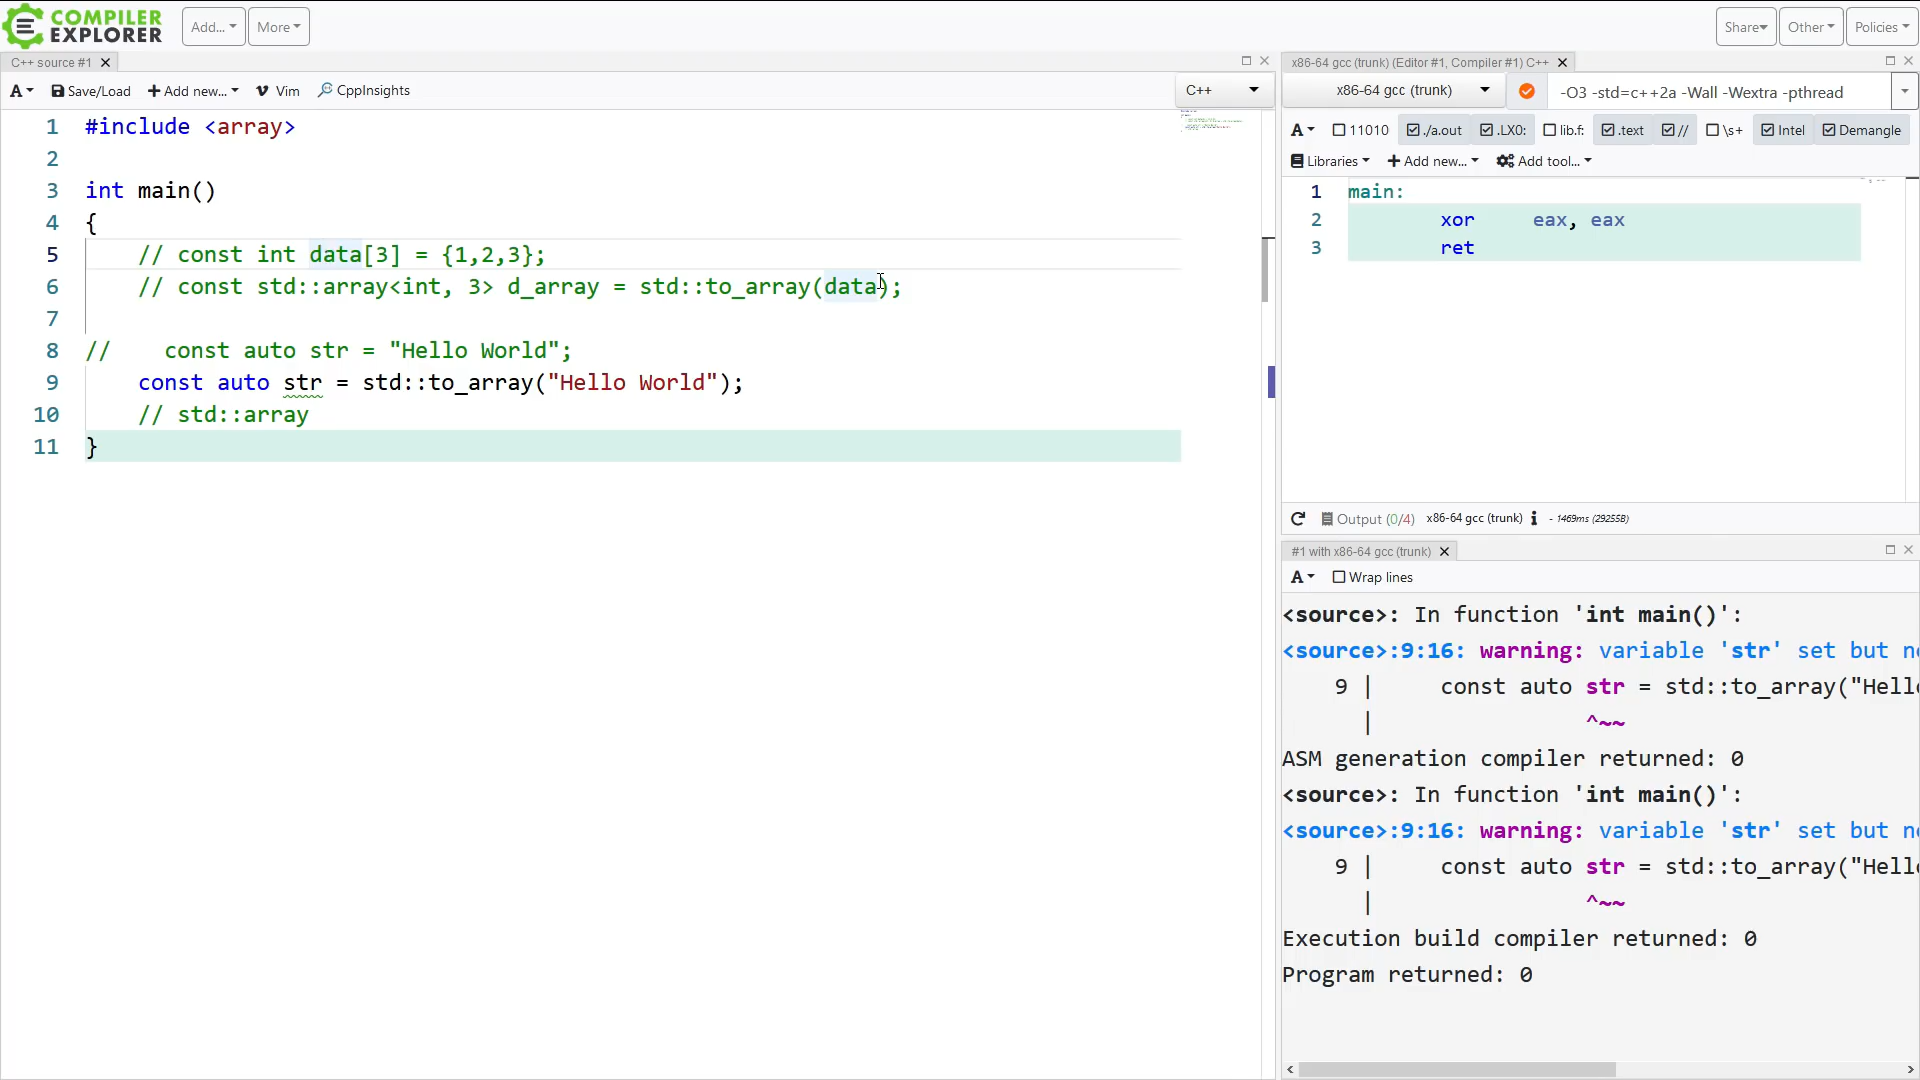 COMPILER EXPLORER Add... More Share Other Policies
C++ source #1
A Save/Load Add new... Vim CppInsights C++
1 #include <array>
2
3 int main()
4 {
5     // const int data[3] = {1,2,3};
6     // const std::array<int, 3> d_array = std::to_array(data);
7
8 //    const auto str = "Hello World";
9     const auto str = std::to_array("Hello World");
10     // std::array
11 }
x86-64 gcc (trunk) (Editor #1, Compiler #1) C++
x86-64 gcc (trunk) -O3 -std=c++2a -Wall -Wextra -pthread
A 11010 ./a.out .LX0: lib.f: .text // \s+ Intel Demangle
Libraries Add new... Add tool...
1 main:
2         xor     eax, eax
3         ret
Output (0/4) x86-64 gcc (trunk) i - 1469ms (29255B)
#1 with x86-64 gcc (trunk)
A Wrap lines
<source>: In function 'int main()':
<source>:9:16: warning: variable 'str' set but
9 |     const auto str = std::to_array("Hell
|                ^~~
ASM generation compiler returned: 0
<source>: In function 'int main()':
<source>:9:16: warning: variable 'str' set but
9 |     const auto str = std::to_array("Hell
|                ^~~
Execution build compiler returned: 0
Program returned: 0